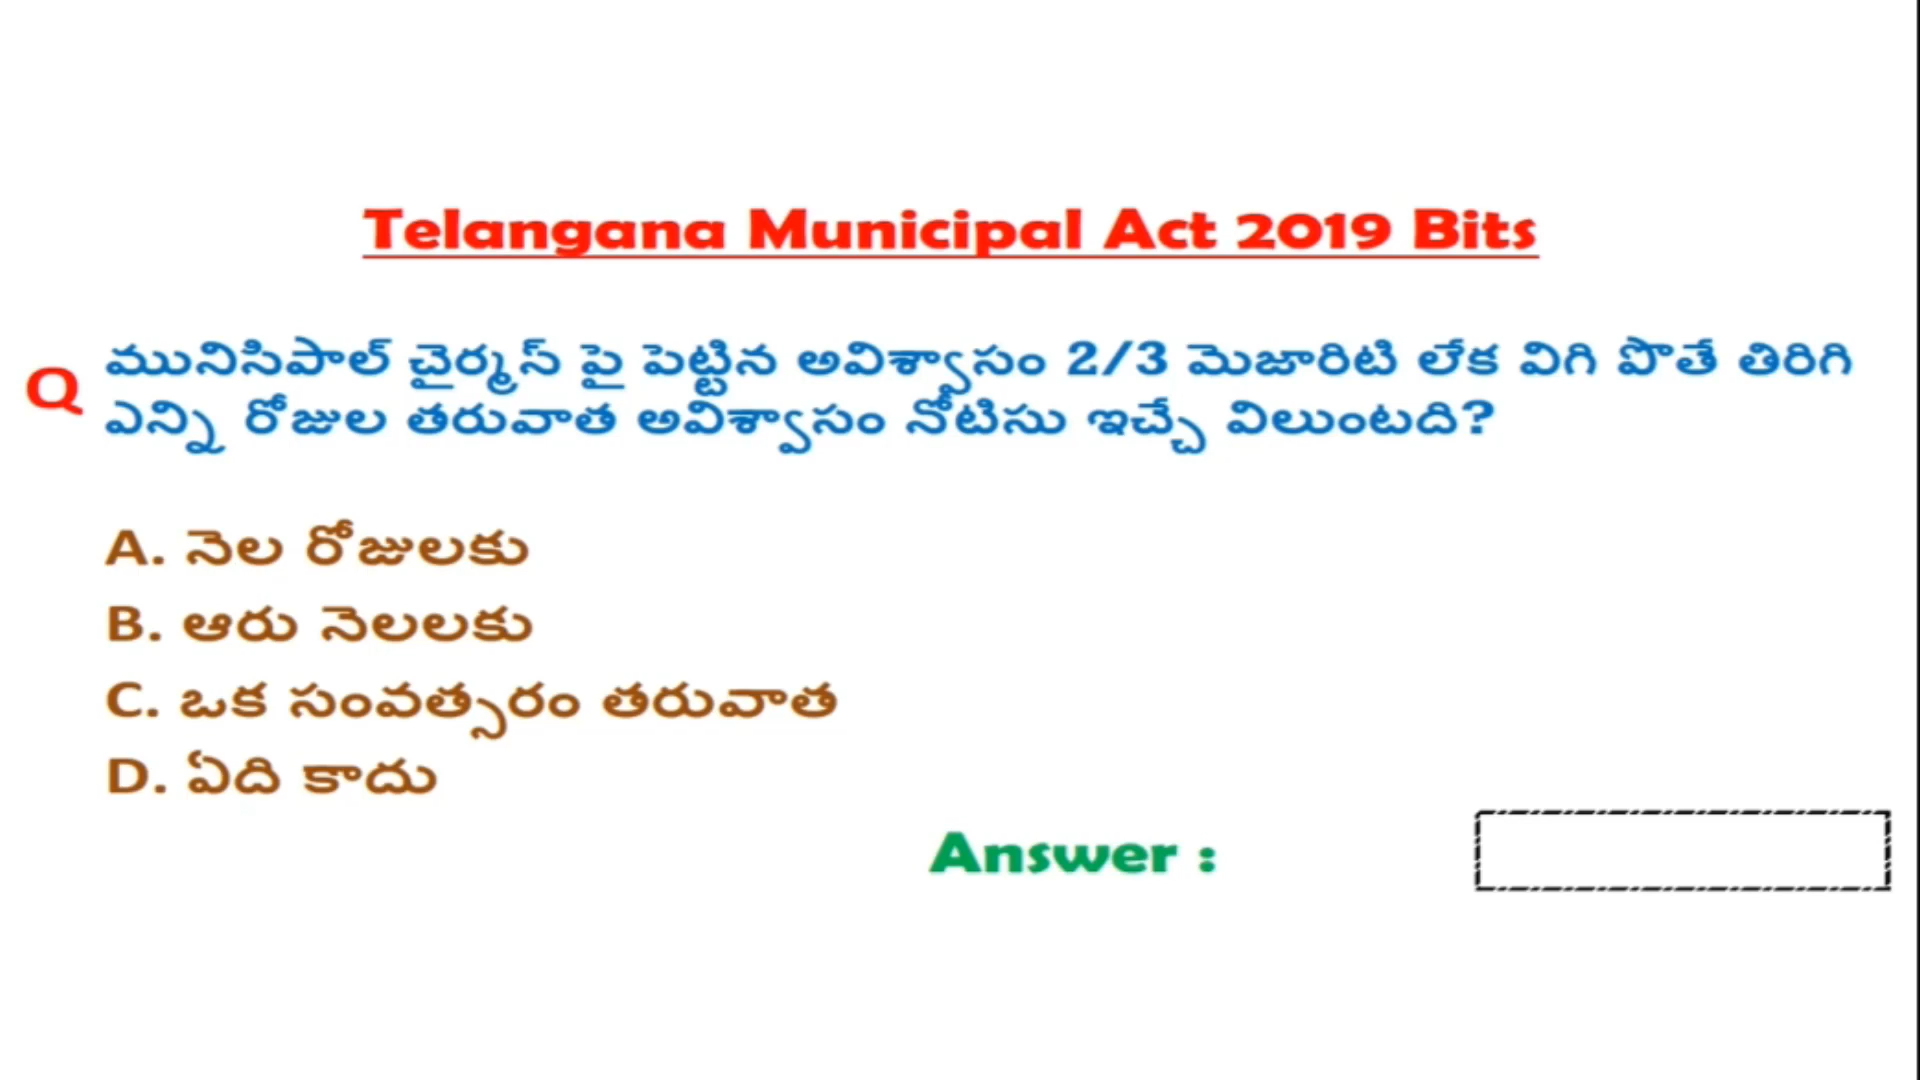 Telangana Municipal Act 2019 Bits
Q మునిసిపాల్ చైర్మస్ పై పెట్టిన అవిశ్వాసం 2/3 మెజారిటి లేక విగి పొతే తిరిగి
ఎన్ని రోజుల తరువాత అవిశ్వాసం నోటిసు ఇచ్చే విలుంటది?
A. నెల రోజులకు
B. ఆరు నెలలకు
C. ఒక సంవత్సరం తరువాత
D. ఏది కాదు
Answer :